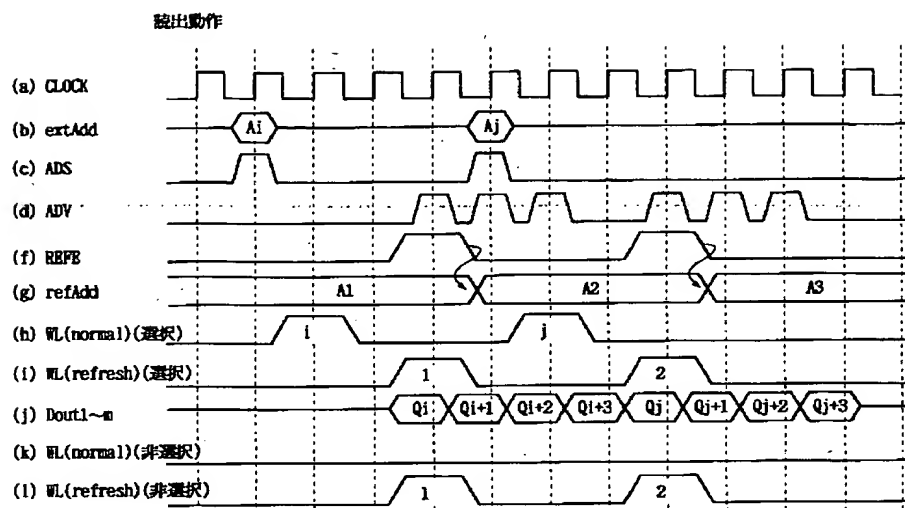 読出動作
(a) CLOCK
(b) extAdd Ai Aj
(c) ADS
(d) ADV
(f) REFE
(g) refAdd A1 A2 A3
(h) WL(normal)(選択) i j
(i) WL(refresh)(選択) 1 2
(j) Dout1~m Qi Qi+1 Qi+2 Qi+3 Qj Qj+1 Qj+2 Qj+3
(k) WL(normal)(非選択)
(l) WL(refresh)(非選択) 1 2